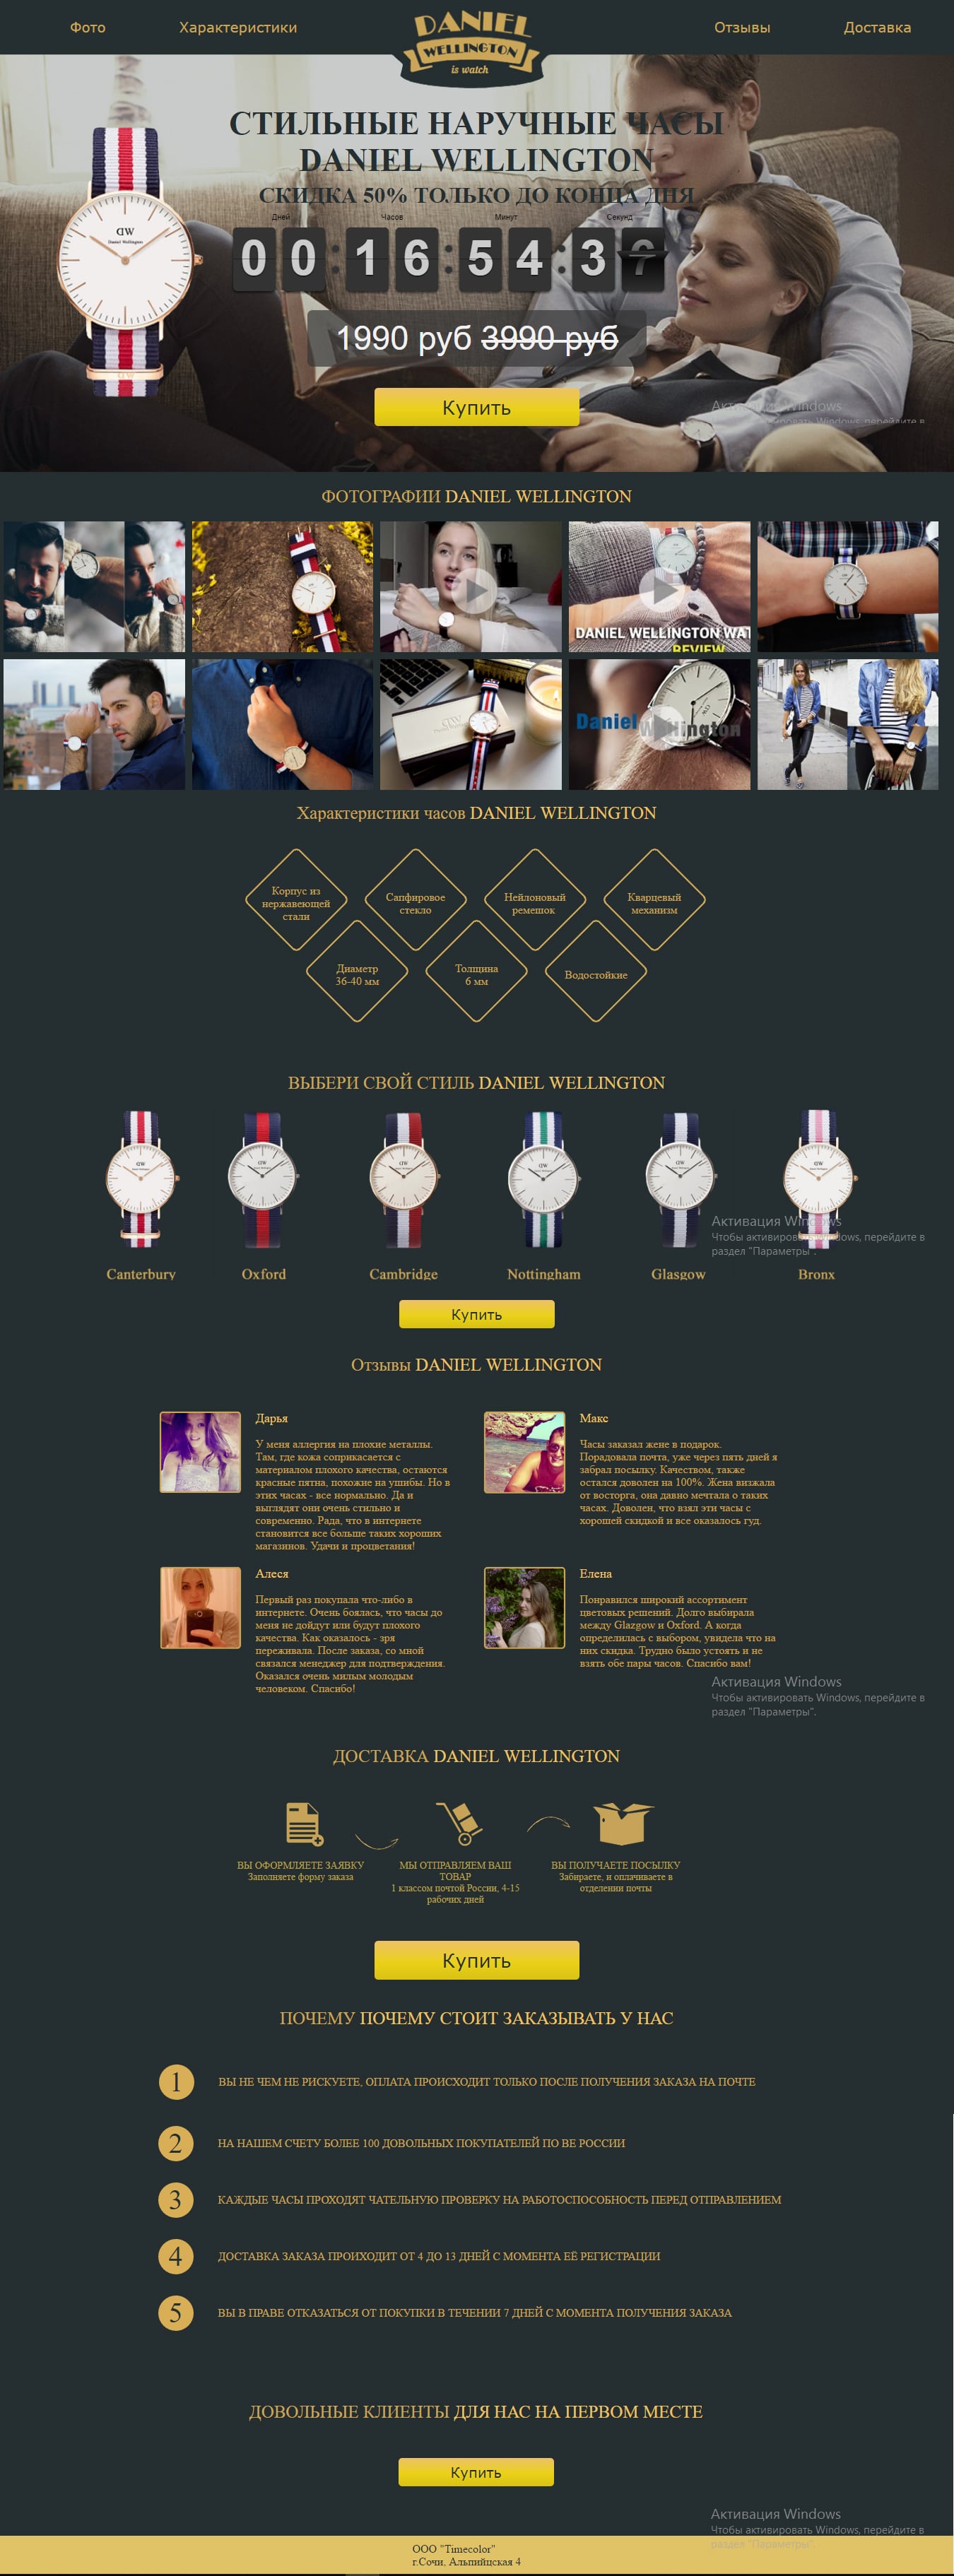 Фото
Характеристики
DANIEL
WELLINGTON
is watch
Отзывы
Доставка
СТИЛЬНЫЕ НАРУЧНЫЕ ЧАСЫ
DANIEL WELLINGTON
СКИДКА 50% ТОЛЬКО ДО КОНЦА ДНЯ
Дней
Часов
Минут
Секунд
00:16:54:3
DW
Daniel Wellington
1990 руб 3990 руб
Купить
ФОТОГРАФИИ DANIEL WELLINGTON
DANIEL WELLINGTON WAT
REVIEW
Daniel Wellington
Характеристики часов DANIEL WELLINGTON
Корпус из
нержавеющей
стали
Сапфировое
стекло
Нейлоновый
ремешок
Кварцевый
механизм
Диаметр
36-40 мм
Толщина
6 мм
Водостойкие
ВЫБЕРИ СВОЙ СТИЛЬ DANIEL WELLINGTON
Активация Windows
Чтобы активировать Windows, перейдите в
раздел "Параметры".
Canterbury
Oxford
Cambridge
Nottingham
Glasgow
Bronx
Купить
Отзывы DANIEL WELLINGTON
Дарья
У меня аллергия на плохие металлы.
Там, где кожа соприкасается с
материалом плохого качества, остаются
красные пятна, похожие на ушибы. Но в
этих часах - все нормально. Да и
выглядят они очень стильно и
современно. Рада, что в интернете
становится все больше таких хороших
магазинов. Удачи и процветания!
Макс
Часы заказал жене в подарок.
Порадовала почта, уже через пять дней я
забрал посылку. Качеством, также
остался доволен на 100%. Жена визжала
от восторга, она давно мечтала о таких
часах. Доволен, что взял эти часы с
хорошей скидкой и все оказалось гуд.
Алеся
Первый раз покупала что-либо в
интернете. Очень боялась, что часы до
меня не дойдут или будут плохого
качества. Как оказалось - зря
переживала. После заказа, со мной
связался менеджер для подтверждения.
Оказался очень милым молодым
человеком. Спасибо!
Елена
Понравился широкий ассортимент
цветовых решений. Долго выбирала
между Glazgow и Oxford. А когда
определилась с выбором, увидела что на
них скидка. Трудно было устоять и не
взять обе пары часов. Спасибо вам!
Активация Windows
Чтобы активировать Windows, перейдите в
раздел "Параметры".
ДОСТАВКА DANIEL WELLINGTON
ВЫ ОФОРМЛЯЕТЕ ЗАЯВКУ
Заполняете форму заказа
МЫ ОТПРАВЛЯЕМ ВАШ
ТОВАР
1 классом почтой России, 4-15
рабочих дней
ВЫ ПОЛУЧАЕТЕ ПОСЫЛКУ
Забираете, и оплачиваете в
отделении почты
Купить
ПОЧЕМУ ПОЧЕМУ СТОИТ ЗАКАЗЫВАТЬ У НАС
1 ВЫ НЕ ЧЕМ НЕ РИСКУЕТЕ, ОПЛАТА ПРОИСХОДИТ ТОЛЬКО ПОСЛЕ ПОЛУЧЕНИЯ ЗАКАЗА НА ПОЧТЕ
2 НА НАШЕМ СЧЕТУ БОЛЕЕ 100 ДОВОЛЬНЫХ ПОКУПАТЕЛЕЙ ПО ВЕ РОССИИ
3 КАЖДЫЕ ЧАСЫ ПРОХОДЯТ ЧАТЕЛЬНУЮ ПРОВЕРКУ НА РАБОТОСПОСОБНОСТЬ ПЕРЕД ОТПРАВЛЕНИЕМ
4 ДОСТАВКА ЗАКАЗА ПРОИХОДИТ ОТ 4 ДО 13 ДНЕЙ С МОМЕНТА ЕЁ РЕГИСТРАЦИИ
5 ВЫ В ПРАВЕ ОТКАЗАТЬСЯ ОТ ПОКУПКИ В ТЕЧЕНИИ 7 ДНЕЙ С МОМЕНТА ПОЛУЧЕНИЯ ЗАКАЗА
ДОВОЛЬНЫЕ КЛИЕНТЫ ДЛЯ НАС НА ПЕРВОМ МЕСТЕ
Купить
Активация Windows
Чтобы активировать Windows, перейдите в
раздел "Параметры".
ООО "Timecolor"
г.Сочи, Альпийцская 4